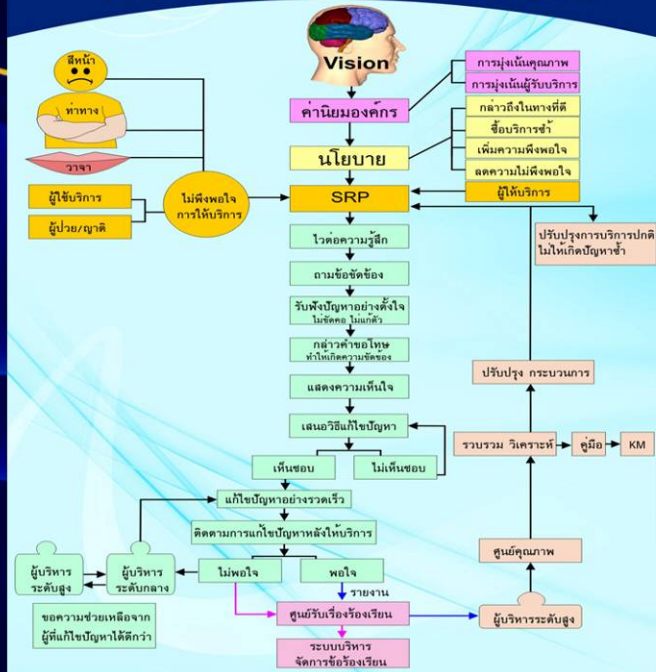 Vision
การมุ่งเน้นคุณภาพ
การมุ่งเน้นผู้รับบริการ
ค่านิยมองค์กร
กล่าวถึงในทางที่ดี
ซื้อบริการซ้ำ
เพิ่มความพึงพอใจ
ลดความไม่พึงพอใจ
นโยบาย
ผู้ให้บริการ
SRP
สีหน้า
ท่าทาง
วาจา
ผู้ใช้บริการ
ผู้ป่วย/ญาติ
ไม่พึงพอใจ
การให้บริการ
ปรับปรุงการบริการปกติ
ไม่ให้เกิดปัญหาซ้ำ
ไวต่อความรู้สึก
ถามข้อขัดข้อง
รับฟังปัญหาอย่างตั้งใจ
ไม่ขัดคอ ไม่แก้ตัว
กล่าวคำขอโทษ
ทำให้เกิดความขัดข้อง
แสดงความเห็นใจ
เสนอวิธีแก้ไขปัญหา
เห็นชอบ
ไม่เห็นชอบ
แก้ไขปัญหาอย่างรวดเร็ว
ติดตามการแก้ไขปัญหาหลังให้บริการ
ไม่พอใจ
พอใจ
รายงาน
ผู้บริหาร
ระดับสูง
ผู้บริหาร
ระดับกลาง
ขอความช่วยเหลือจาก
ผู้ที่แก้ไขปัญหาได้ดีกว่า
ศูนย์รับเรื่องร้องเรียน
ระบบบริหาร
จัดการข้อร้องเรียน
ปรับปรุง กระบวนการ
รวบรวม วิเคราะห์
คู่มือ
KM
ศูนย์คุณภาพ
ผู้บริหารระดับสูง